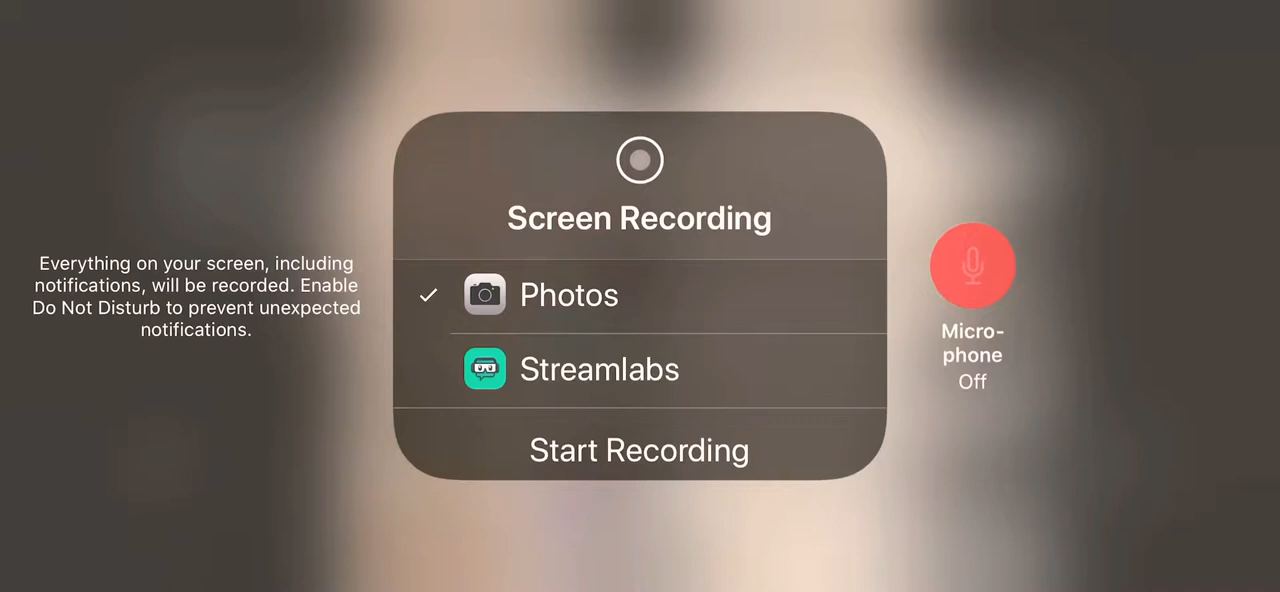 Everything on your screen, including
notifications, will be recorded. Enable
Do Not Disturb to prevent unexpected
notifications.
Screen Recording
Photos
Streamlabs
Start Recording
Micro-
phone
Off